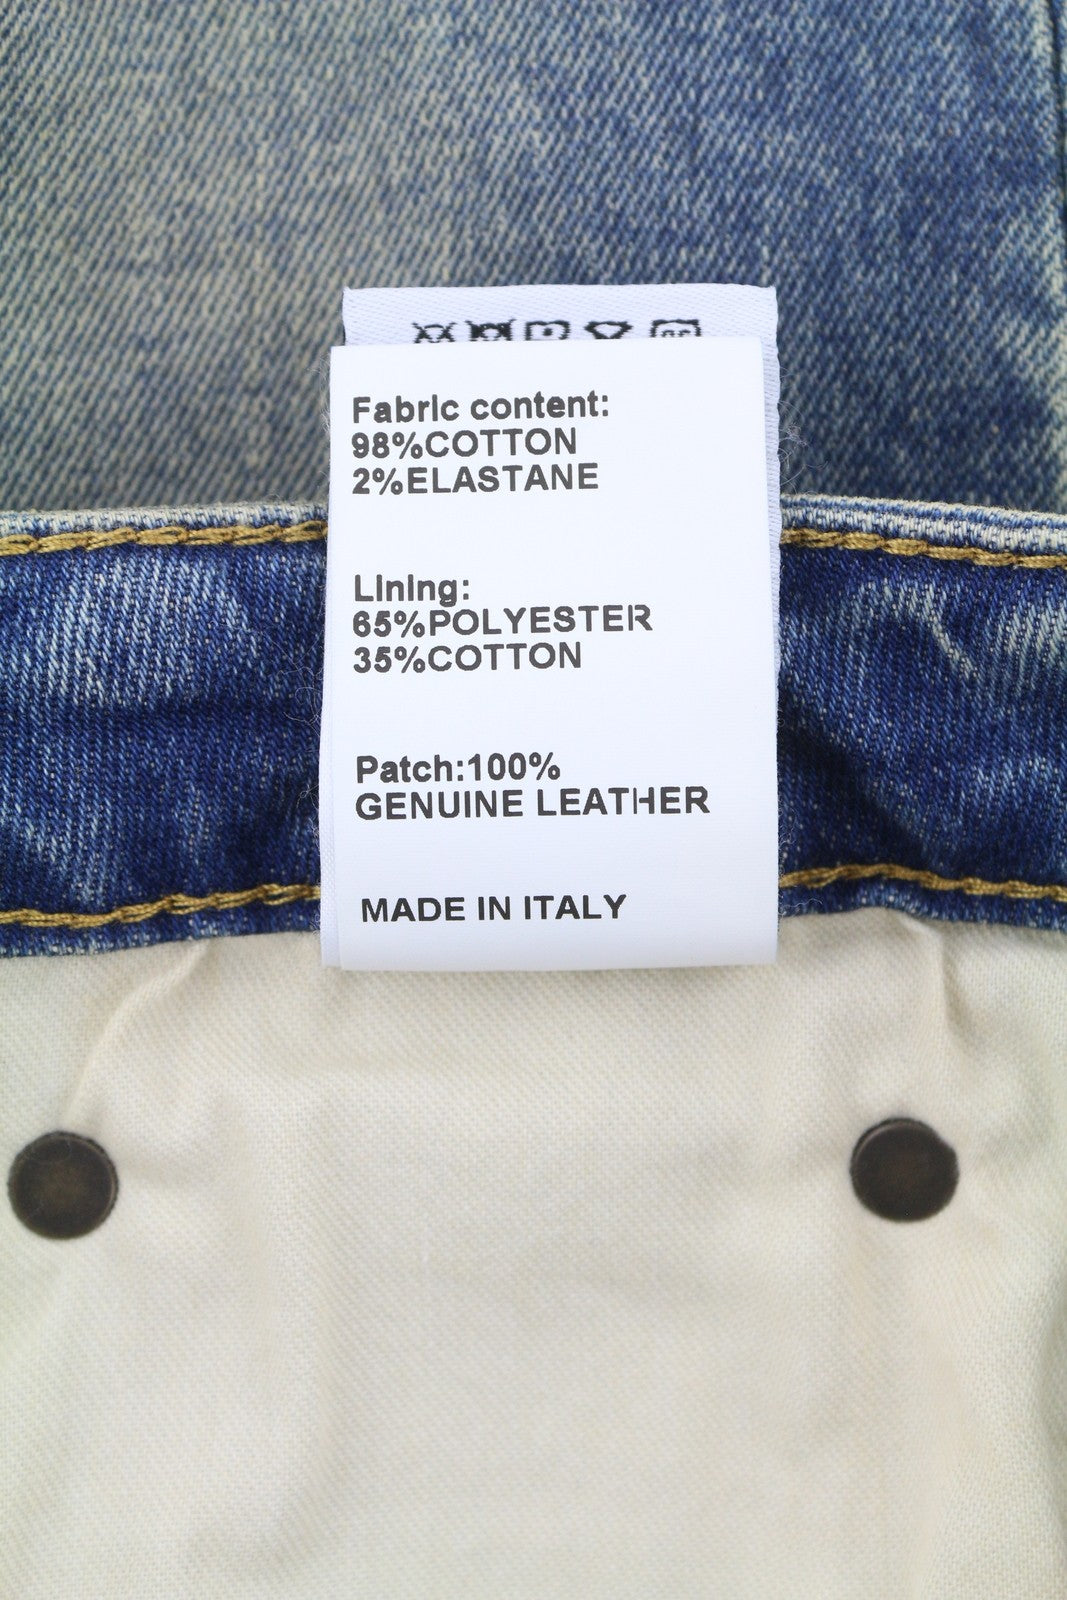 Fabric content:
98%COTTON
2%ELASTANE
Lining:
65%POLYESTER
35%COTTON
Patch:100%
GENUINE LEATHER
MADE IN ITALY